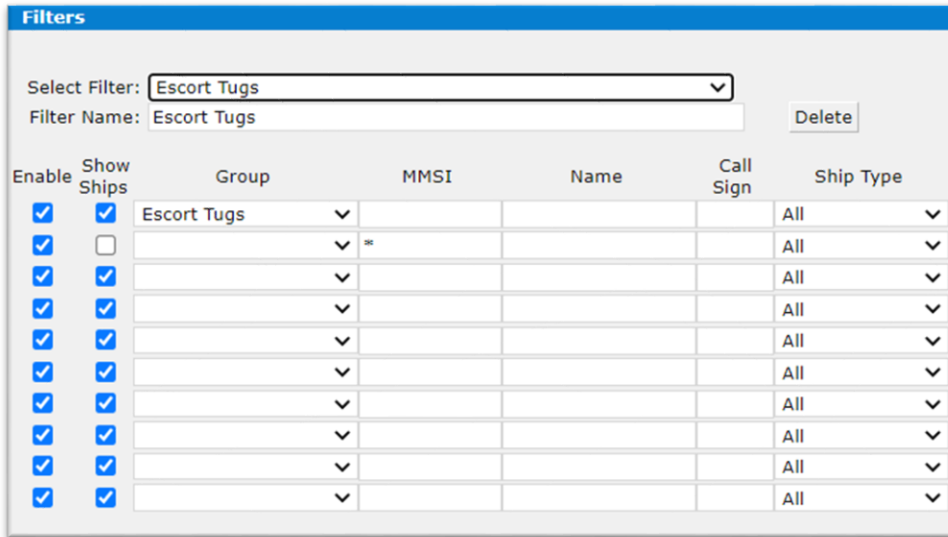 Filters
Select Filter: Escort Tugs
Filter Name: Escort Tugs Delete
Enable Show Ships Group MMSI Name Call Sign Ship Type
Escort Tugs All
* All
All
All
All
All
All
All
All
All